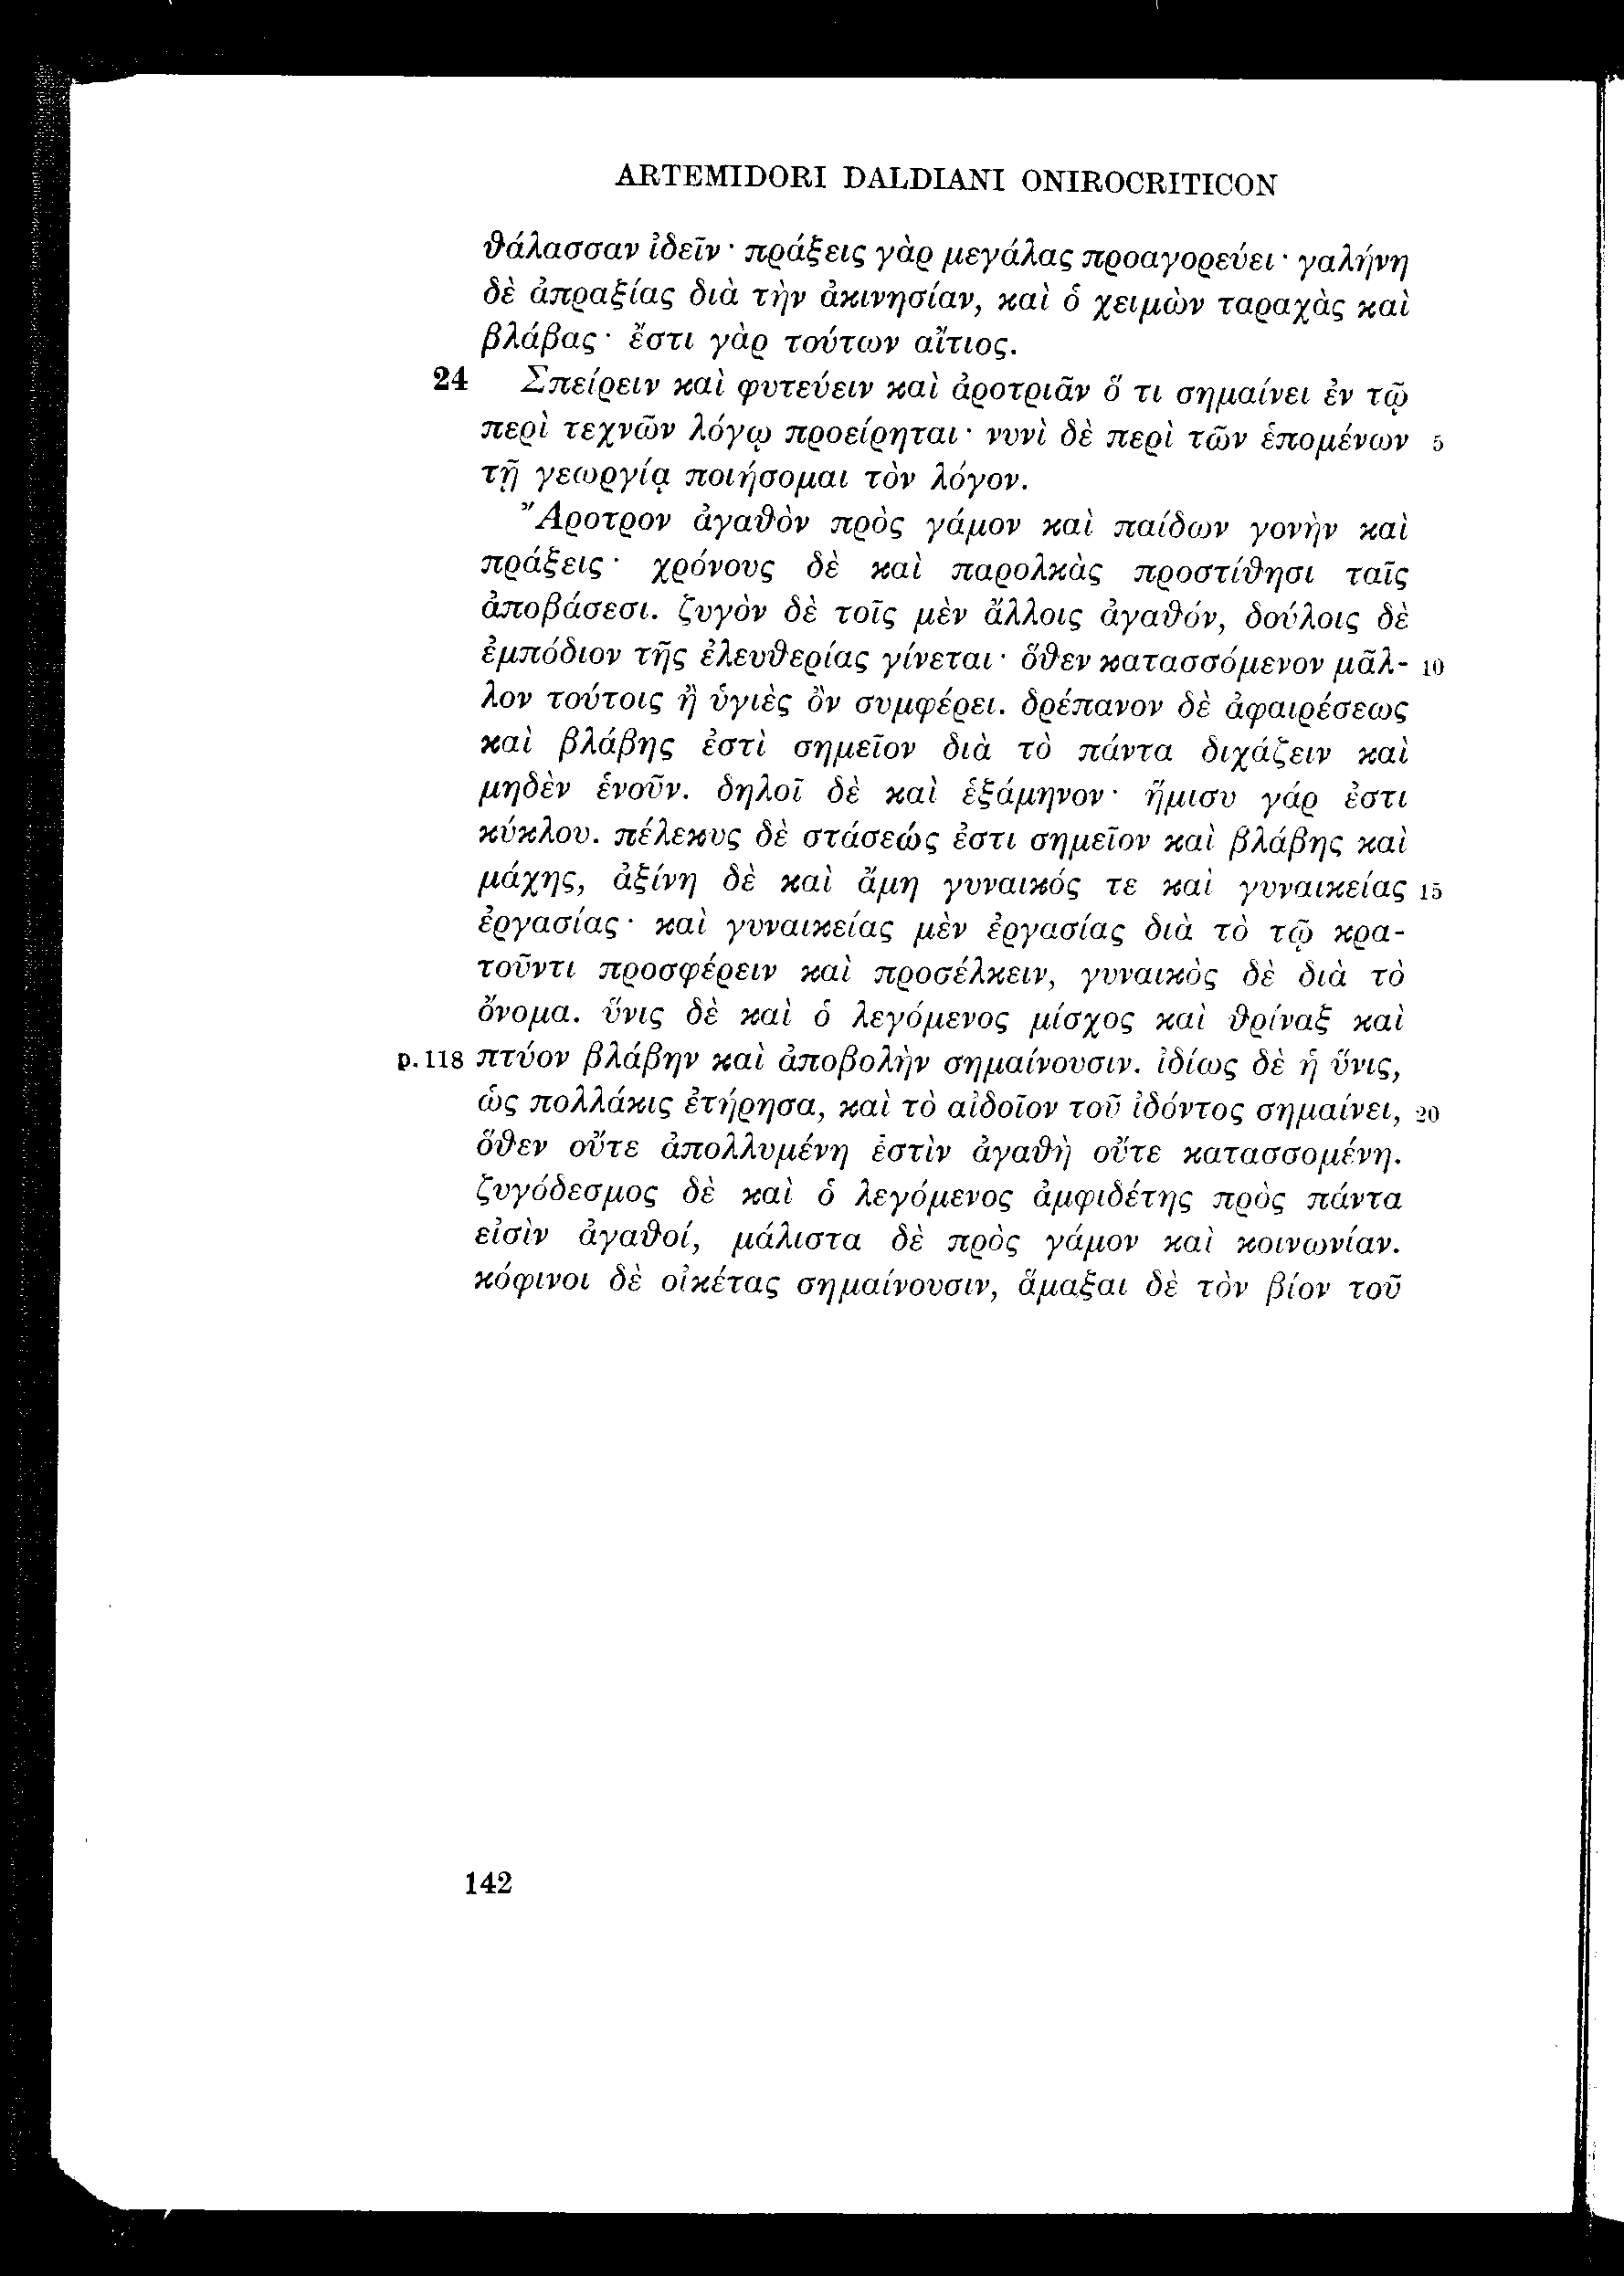 ARTEMIDORI DALDIANI ONIROCRITICON
θάλασσαν ἰδεῖν· πράξεις γὰρ μεγάλας προαγορεύει· γαλήνη
δὲ ἀπραξίας διὰ τὴν ἀκινησίαν, καὶ ὁ χειμὼν ταραχὰς καὶ
βλάβας· ἔστι γὰρ τούτων αἴτιος.
24 Σπείρειν καὶ φυτεύειν καὶ ἀροτριᾶν ὅ τι σημαίνει ἐν τῷ
περὶ τεχνῶν λόγῳ προείρηται· νυνὶ δὲ περὶ τῶν ἑπομένων 5
τῇ γεωργίᾳ ποιήσομαι τὸν λόγον.
Ἄροτρον ἀγαθὸν πρὸς γάμον καὶ παίδων γονὴν καὶ
πράξεις· χρόνους δὲ καὶ παρολκὰς προστίθησι ταῖς
ἀποβάσεσι. ζυγὸν δὲ τοῖς μὲν ἄλλοις ἀγαθόν, δούλοις δὲ
ἐμπόδιον τῆς ἐλευθερίας γίνεται· ὅθεν κατασσόμενον μᾶλ- 10
λον τούτοις ἢ ὑγιὲς ὂν συμφέρει. δρέπανον δὲ ἀφαιρέσεως
καὶ βλάβης ἐστὶ σημεῖον διὰ τὸ πάντα διχάζειν καὶ
μηδὲν ἑνοῦν. δηλοῖ δὲ καὶ ἑξάμηνον· ἥμισυ γάρ ἐστι
κύκλου. πέλεκυς δὲ στάσεώς ἐστι σημεῖον καὶ βλάβης καὶ
μάχης, ἀξίνη δὲ καὶ ἄμη γυναικός τε καὶ γυναικείας 15
ἐργασίας· καὶ γυναικείας μὲν ἐργασίας διὰ τὸ τῷ κρα-
τοῦντι προσφέρειν καὶ προσέλκειν, γυναικὸς δὲ διὰ τὸ
ὄνομα. ὕνις δὲ καὶ ὁ λεγόμενος μίσχος καὶ θρίναξ καὶ
p.118 πτύον βλάβην καὶ ἀποβολὴν σημαίνουσιν. ἰδίως δὲ ἡ ὕνις,
ὡς πολλάκις ἐτήρησα, καὶ τὸ αἰδοῖον τοῦ ἰδόντος σημαίνει, 20
ὅθεν οὔτε ἀπολλυμένη ἐστὶν ἀγαθὴ οὔτε κατασσομένη.
ζυγόδεσμος δὲ καὶ ὁ λεγόμενος ἀμφιδέτης πρὸς πάντα
εἰσὶν ἀγαθοί, μάλιστα δὲ πρὸς γάμον καὶ κοινωνίαν.
κόφινοι δὲ οἰκέτας σημαίνουσιν, ἅμαξαι δὲ τὸν βίον τοῦ
142